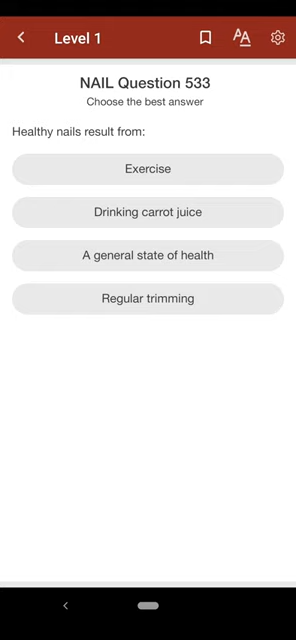 Level 1
AA
NAIL Question 533
Choose the best answer
Healthy nails result from:
Exercise
Drinking carrot juice
A general state of health
Regular trimming